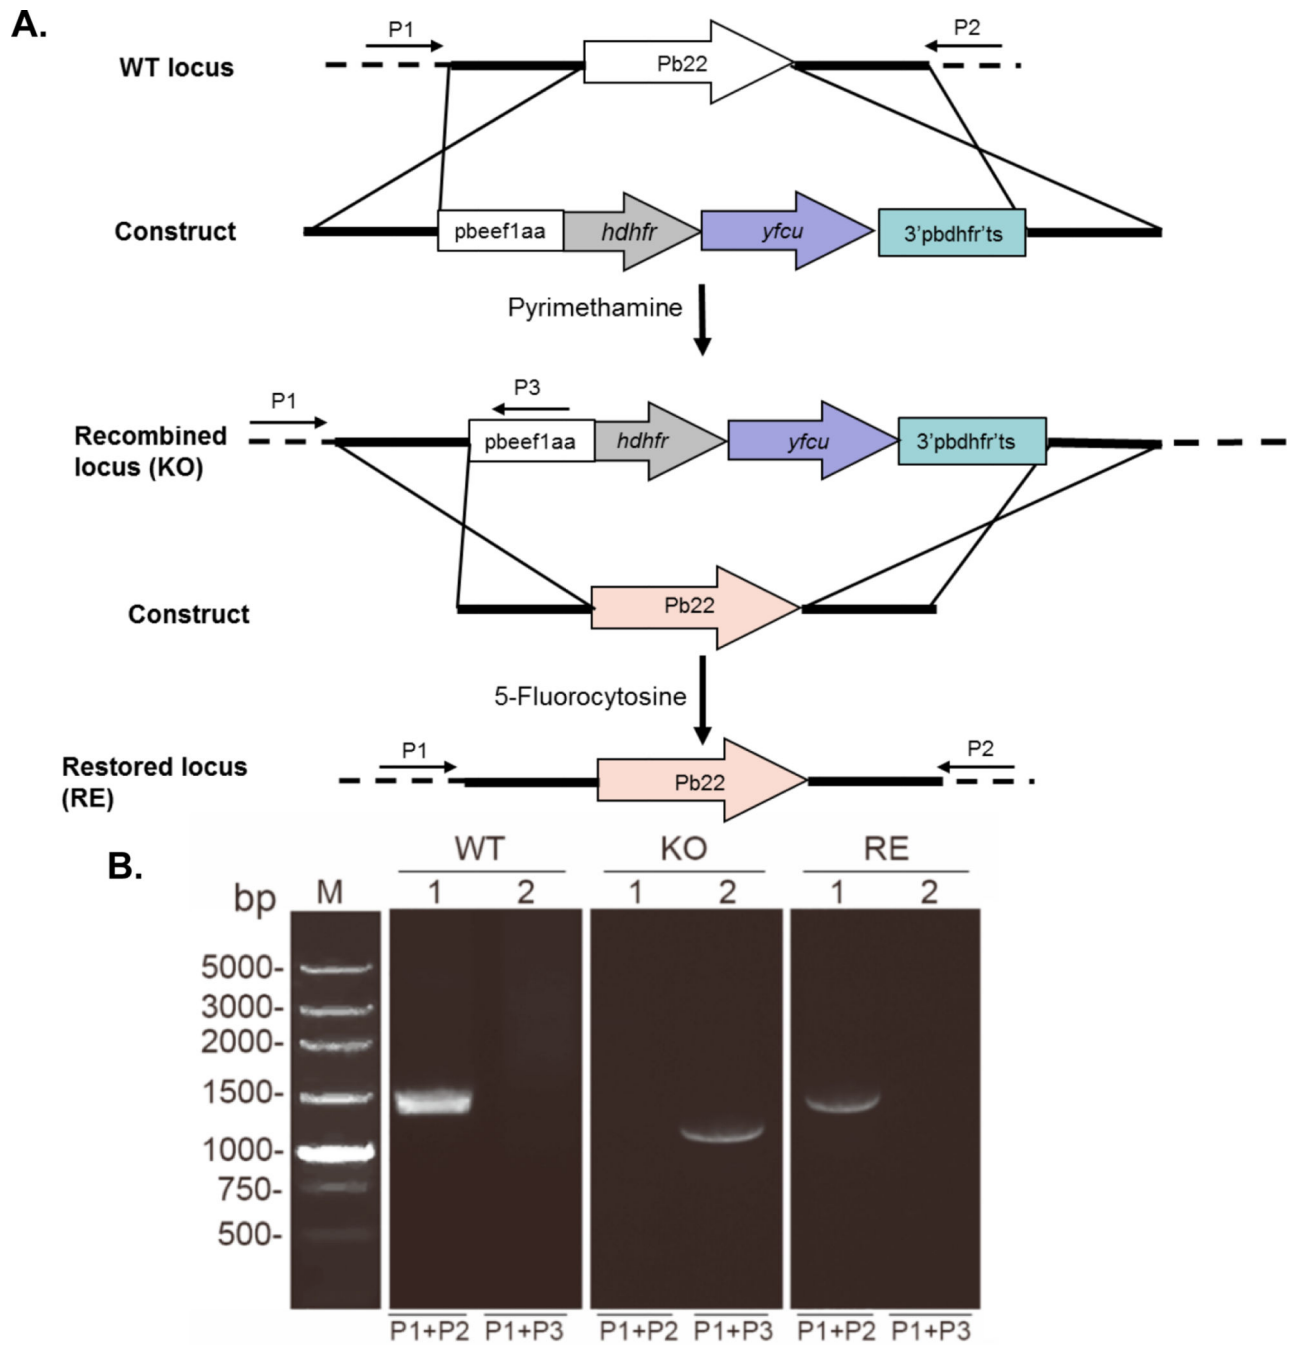 A.
P1
P2
WT locus
Pb22
Construct
pbeef1aa
hdhfr
yfcu
3'pbdhfr'ts
Pyrimethamine
P1
P3
Recombined
locus (KO)
pbeef1aa
hdhfr
yfcu
3'pbdhfr'ts
Construct
Pb22
5-Fluorocytosine
P1
P2
Restored locus
(RE)
Pb22
B.
WT
KO
RE
bp
M
1
2
1
2
1
2
5000-
3000-
2000-
1500-
1000-
750-
500-
P1+P2
P1+P3
P1+P2
P1+P3
P1+P2
P1+P3